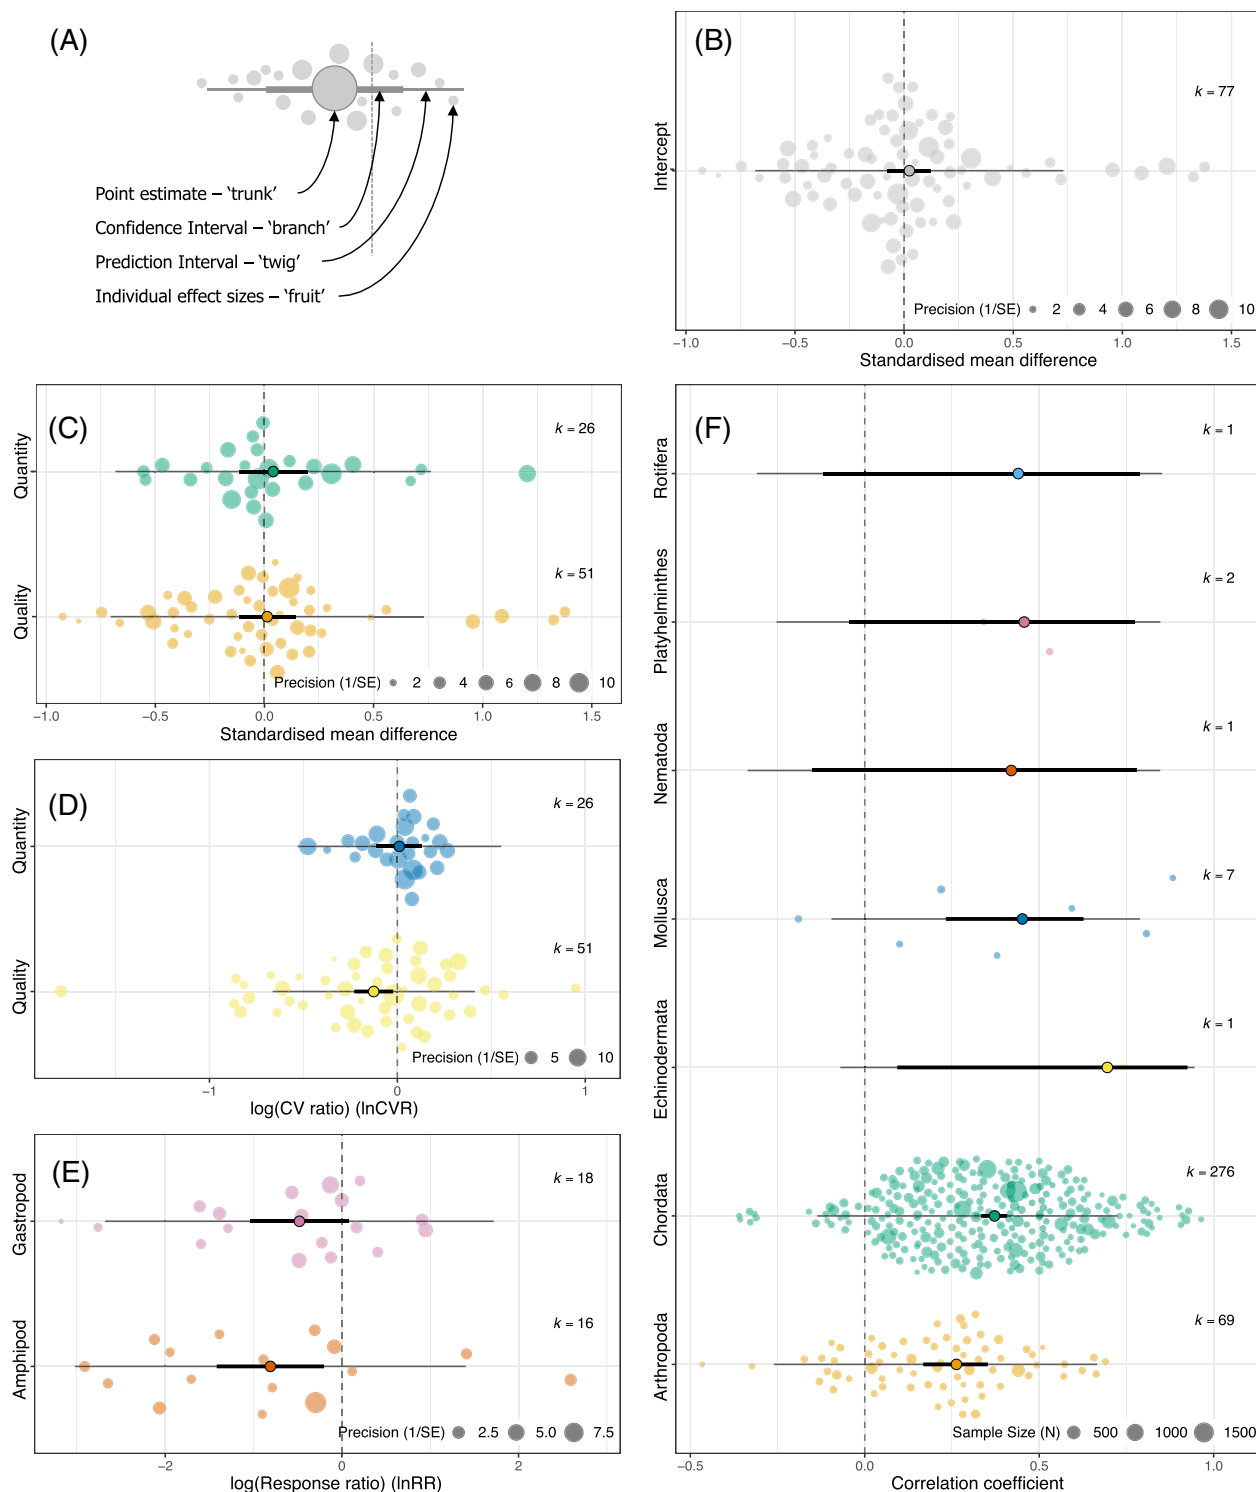 (A)
Point estimate – ‘trunk’
Confidence Interval – ‘branch’
Prediction Interval – ‘twig’
Individual effect sizes – ‘fruit’
(B)
k = 77
Intercept
Precision (1/SE) 2 4 6 8 10
−1.0 −0.5 0.0 0.5 1.0 1.5
Standardised mean difference
(C)
k = 26
Quantity
k = 51
Quality
Precision (1/SE) 2 4 6 8 10
−1.0 −0.5 0.0 0.5 1.0 1.5
Standardised mean difference
(D)
k = 26
Quantity
k = 51
Quality
Precision (1/SE) 5 10
−1 0 1
log(CV ratio) (lnCVR)
(E)
k = 18
Gastropod
k = 16
Amphipod
Precision (1/SE) 2.5 5.0 7.5
−2 0 2
log(Response ratio) (lnRR)
(F)
k = 1
Rotifera
k = 2
Platyhelminthes
k = 1
Nematoda
k = 7
Mollusca
k = 1
Echinodermata
k = 276
Chordata
k = 69
Arthropoda
Sample Size (N) 500 1000 1500
−0.5 0.0 0.5 1.0
Correlation coefficient